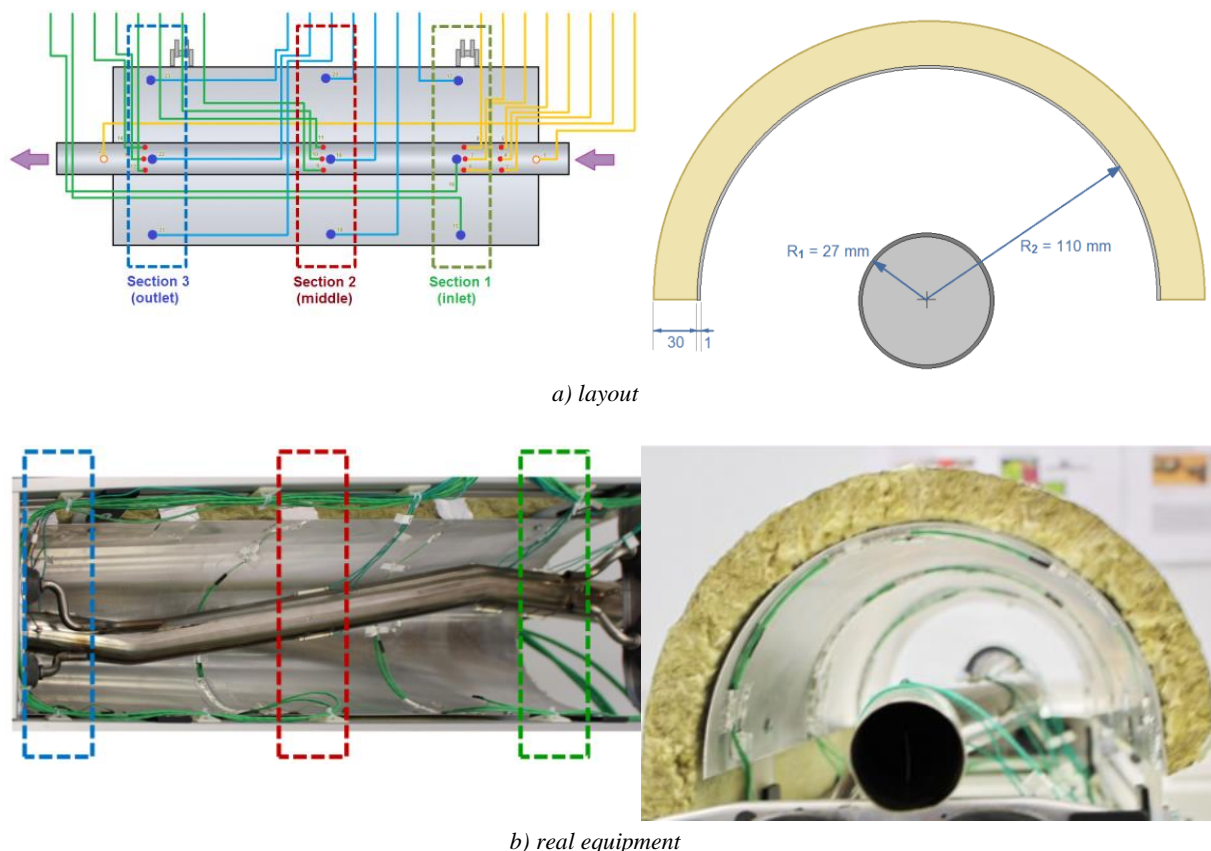 Section 3
(outlet)
Section 2
(middle)
Section 1
(inlet)
R₁ = 27 mm
R₂ = 110 mm
30
1
a) layout
b) real equipment